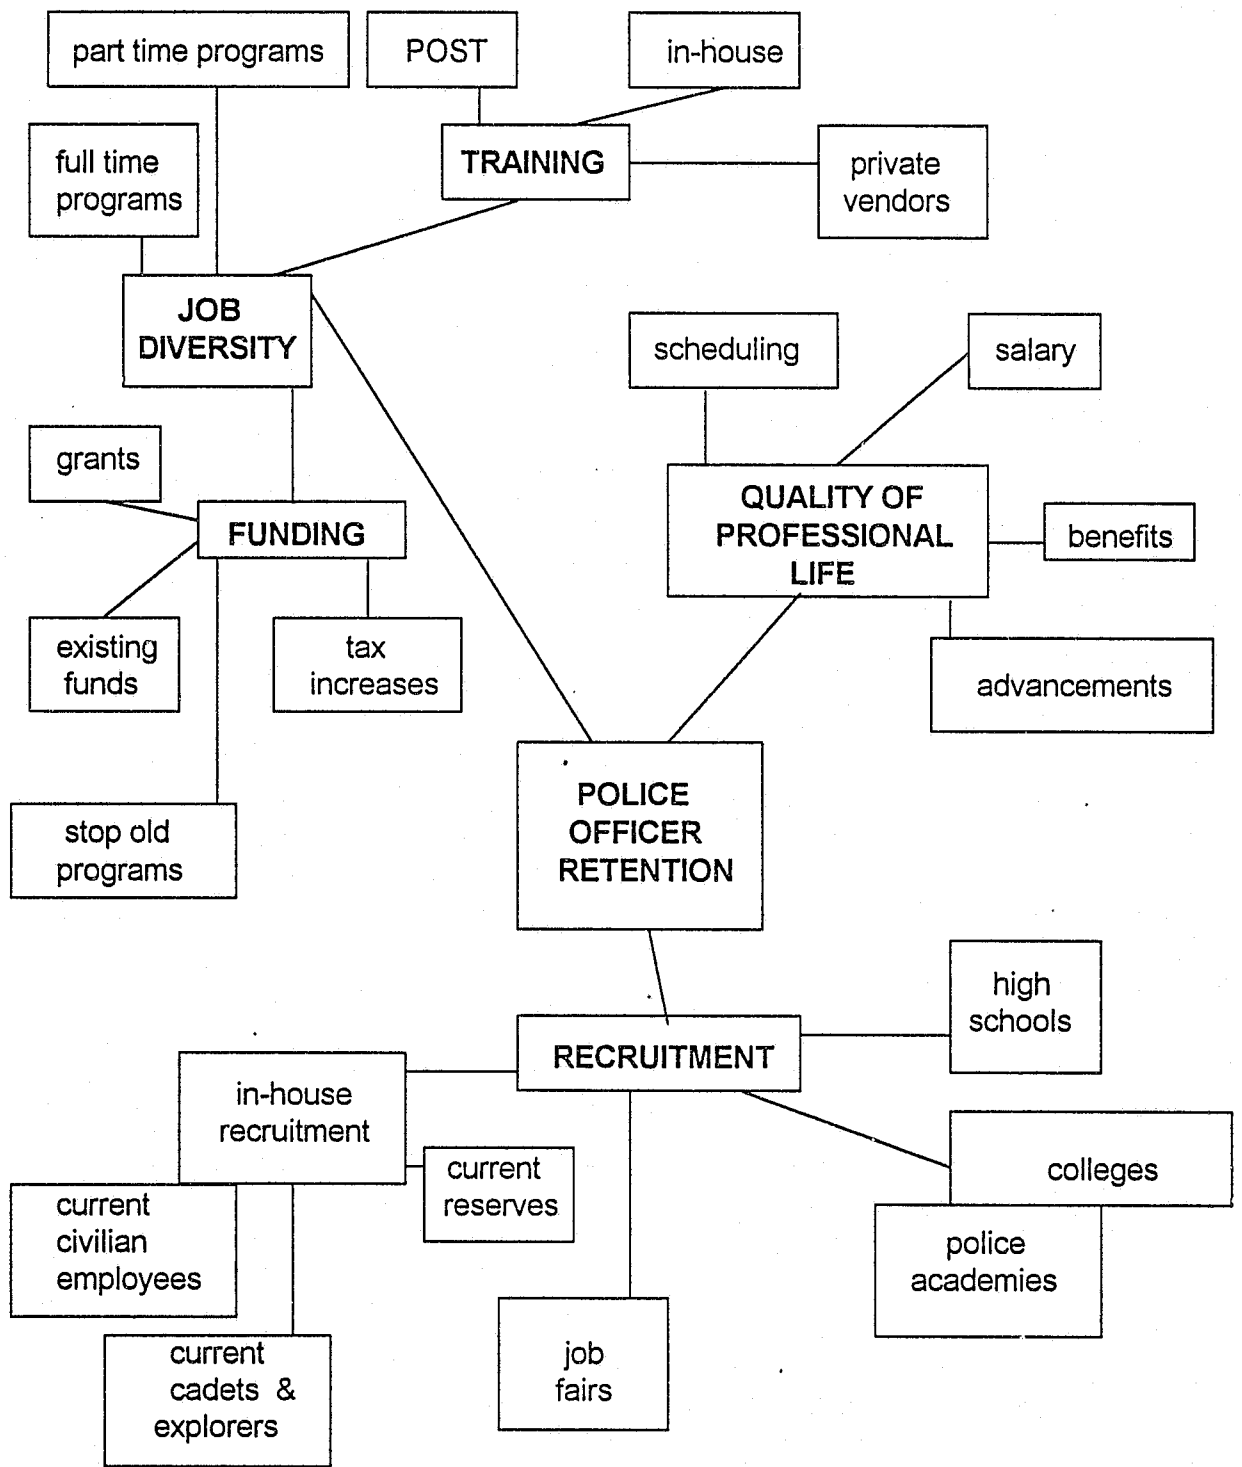 part time programs
POST
in-house
full time
programs
TRAINING
private
vendors
JOB
DIVERSITY
scheduling
salary
grants
QUALITY OF
PROFESSIONAL
LIFE
FUNDING
benefits
existing
funds
tax
increases
advancements
POLICE
OFFICER
RETENTION
stop old
programs
high
schools
RECRUITMENT
in-house
recruitment
current
reserves
colleges
current
civilian
employees
police
academies
job
fairs
current
cadets &
explorers